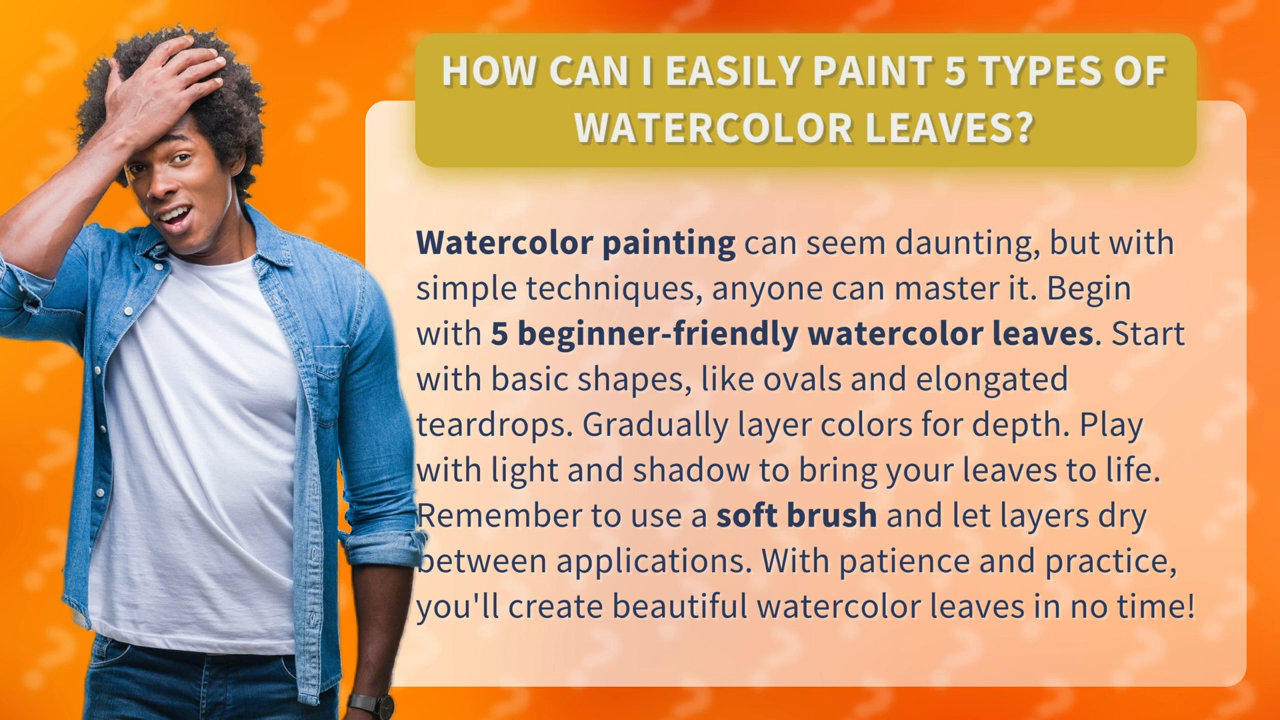 HOW CAN I EASILY PAINT 5 TYPES OF
WATERCOLOR LEAVES?
Watercolor painting can seem daunting, but with
simple techniques, anyone can master it. Begin
with 5 beginner-friendly watercolor leaves. Start
with basic shapes, like ovals and elongated
teardrops. Gradually layer colors for depth. Play
with light and shadow to bring your leaves to life.
Remember to use a soft brush and let layers dry
between applications. With patience and practice,
you'll create beautiful watercolor leaves in no time!